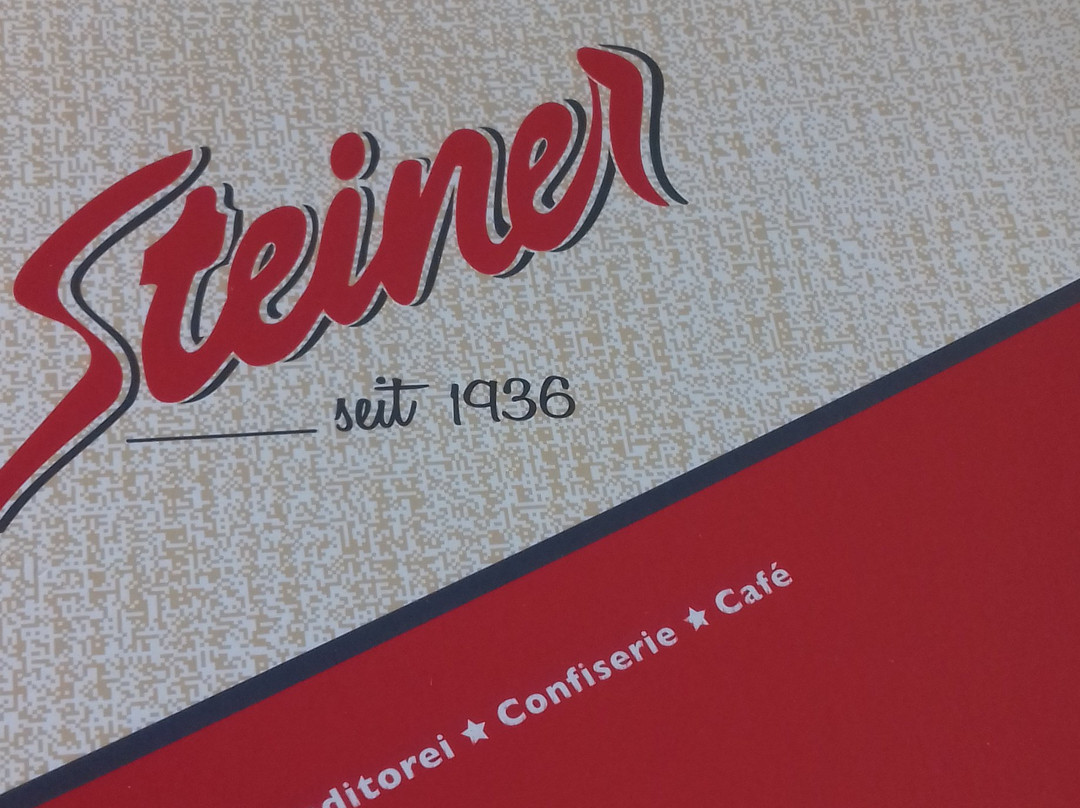 Steiner
seit 1936
ditorei ★ Confiserie ★ Café